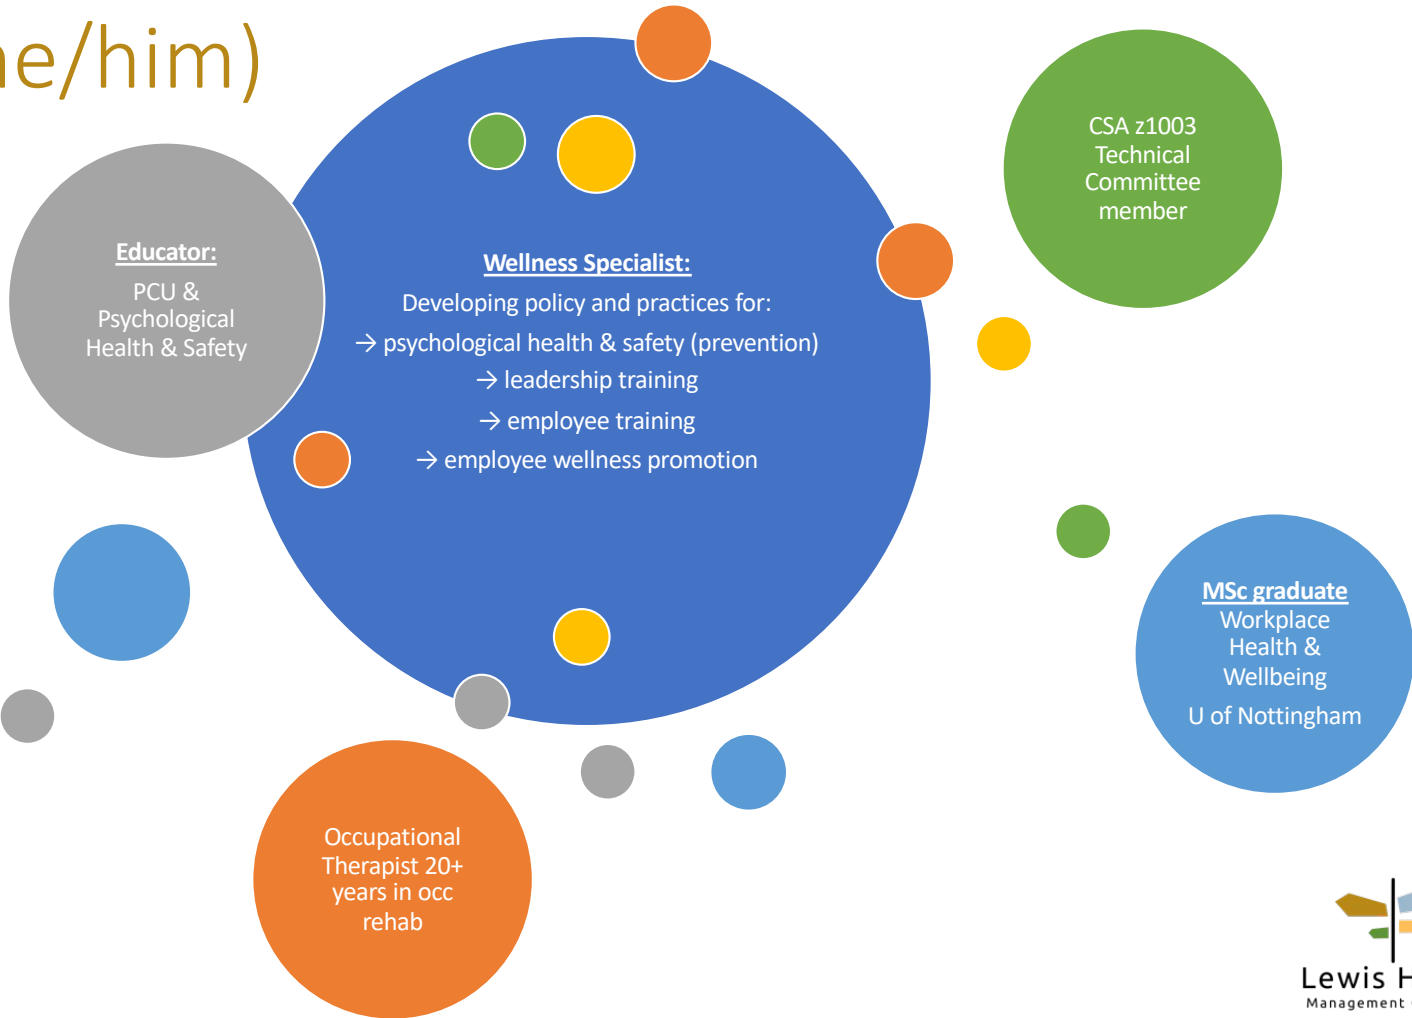 he/him)
Educator:
PCU &
Psychological
Health & Safety
Wellness Specialist:
Developing policy and practices for:
→ psychological health & safety (prevention)
→ leadership training
→ employee training
→ employee wellness promotion
CSA z1003
Technical
Committee
member
MSc graduate
Workplace
Health &
Wellbeing
U of Nottingham
Occupational
Therapist 20+
years in occ
rehab
Lewis H
Management